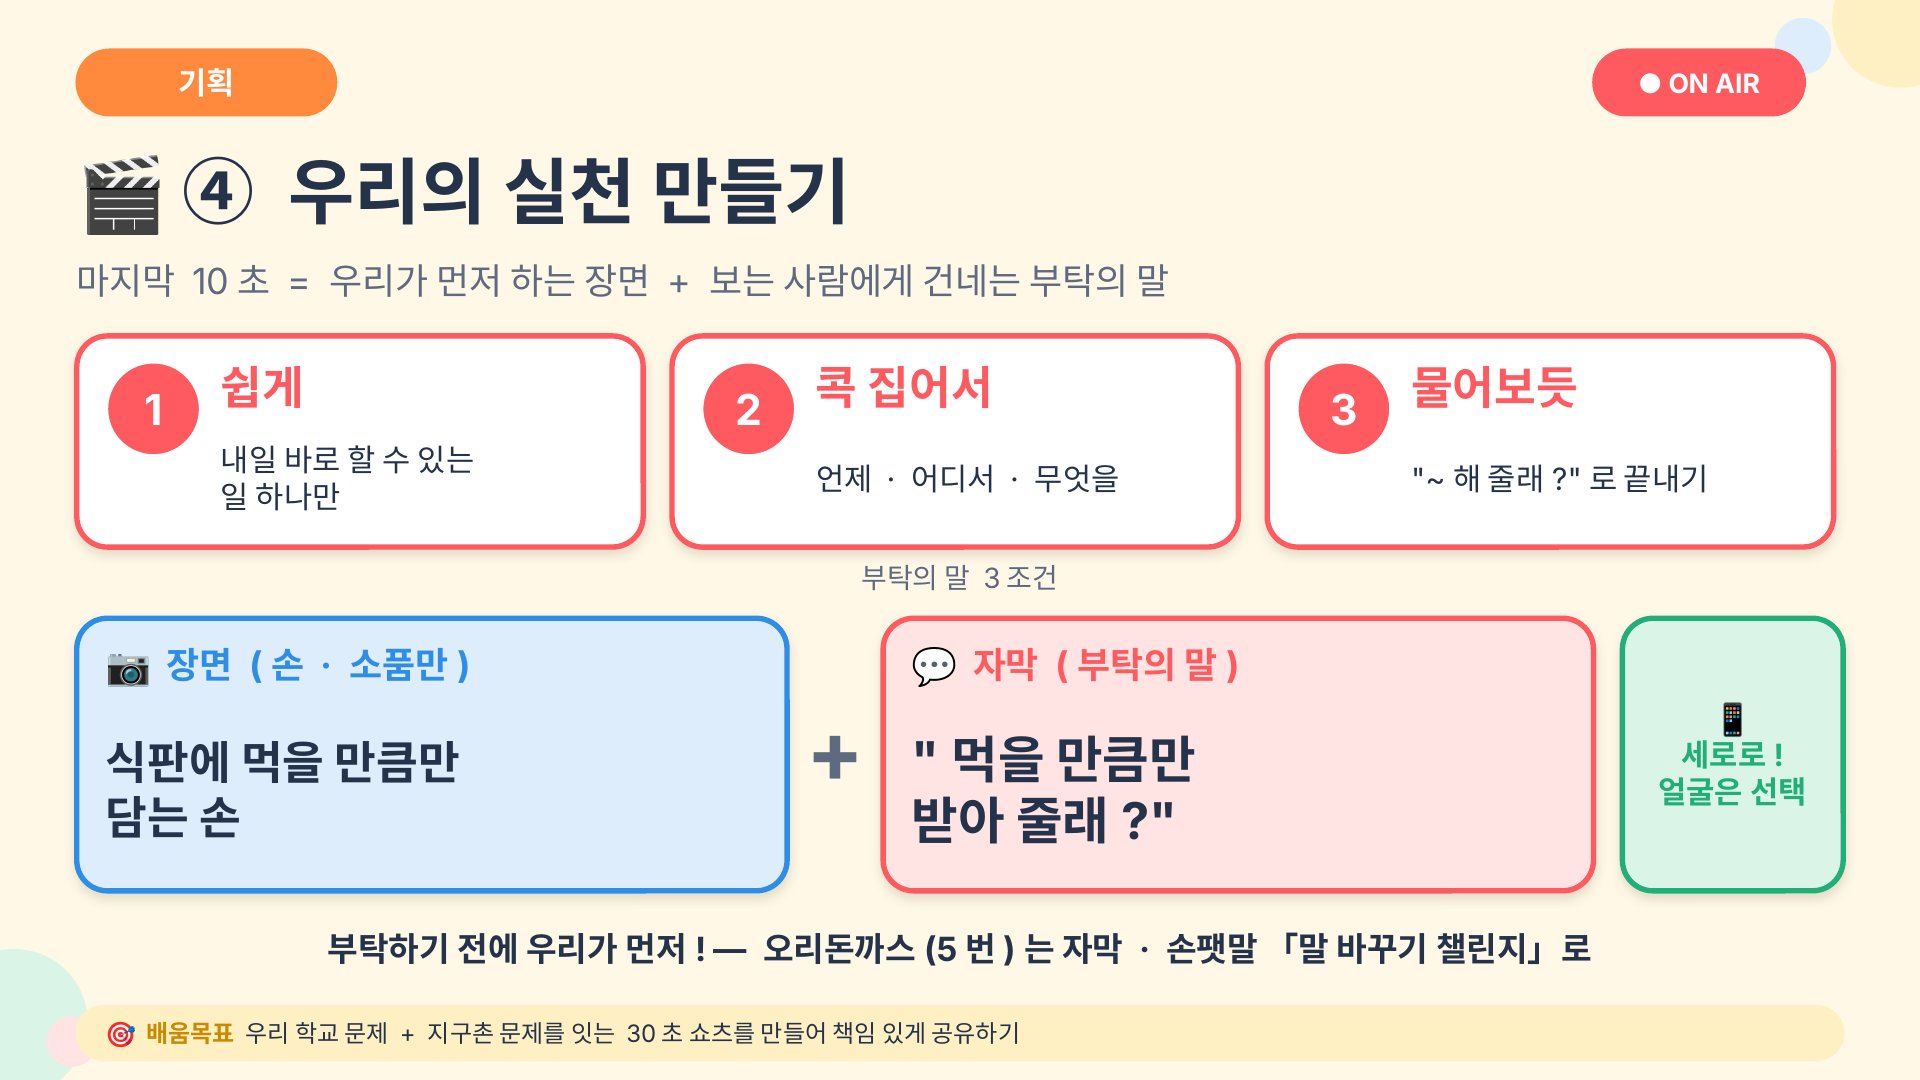 기획
ON AIR
🎬 ④ 우리의 실천 만들기
마지막 10 초 = 우리가 먼저 하는 장면 + 보는 사람에게 건네는 부탁의 말
1 쉽게
내일 바로 할 수 있는
일 하나만
2 콕 집어서
언제 · 어디서 · 무엇을
3 물어보듯
"~ 해 줄래 ?" 로 끝내기
부탁의 말 3 조건
📷 장면 ( 손 · 소품만 )
식판에 먹을 만큼만
담는 손
+
💬 자막 ( 부탁의 말 )
" 먹을 만큼만
받아 줄래 ?"
📱
세로로 !
얼굴은 선택
부탁하기 전에 우리가 먼저 ! — 오리돈까스 (5 번 ) 는 자막 · 손팻말 「말 바꾸기 챌린지」로
🎯 배움목표 우리 학교 문제 + 지구촌 문제를 잇는 30 초 쇼츠를 만들어 책임 있게 공유하기